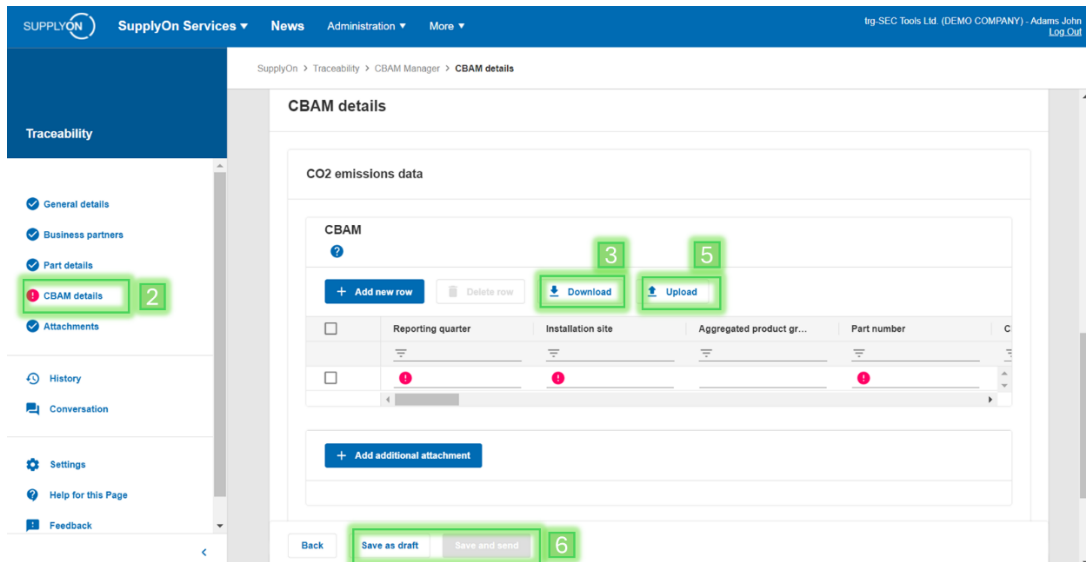 SUPPLYON SupplyOn Services News Administration More
trg-SEC Tools Ltd. (DEMO COMPANY) - Adams John
Log Out
SupplyOn > Traceability > CBAM Manager > CBAM details
Traceability
General details
Business partners
Part details
CBAM details 2
Attachments
History
Conversation
Settings
Help for this Page
Feedback
CBAM details
CO2 emissions data
CBAM
3 5
+ Add new row Delete row Download Upload
Reporting quarter Installation site Aggregated product gr... Part number C
+ Add additional attachment
Back Save as draft Save and send 6